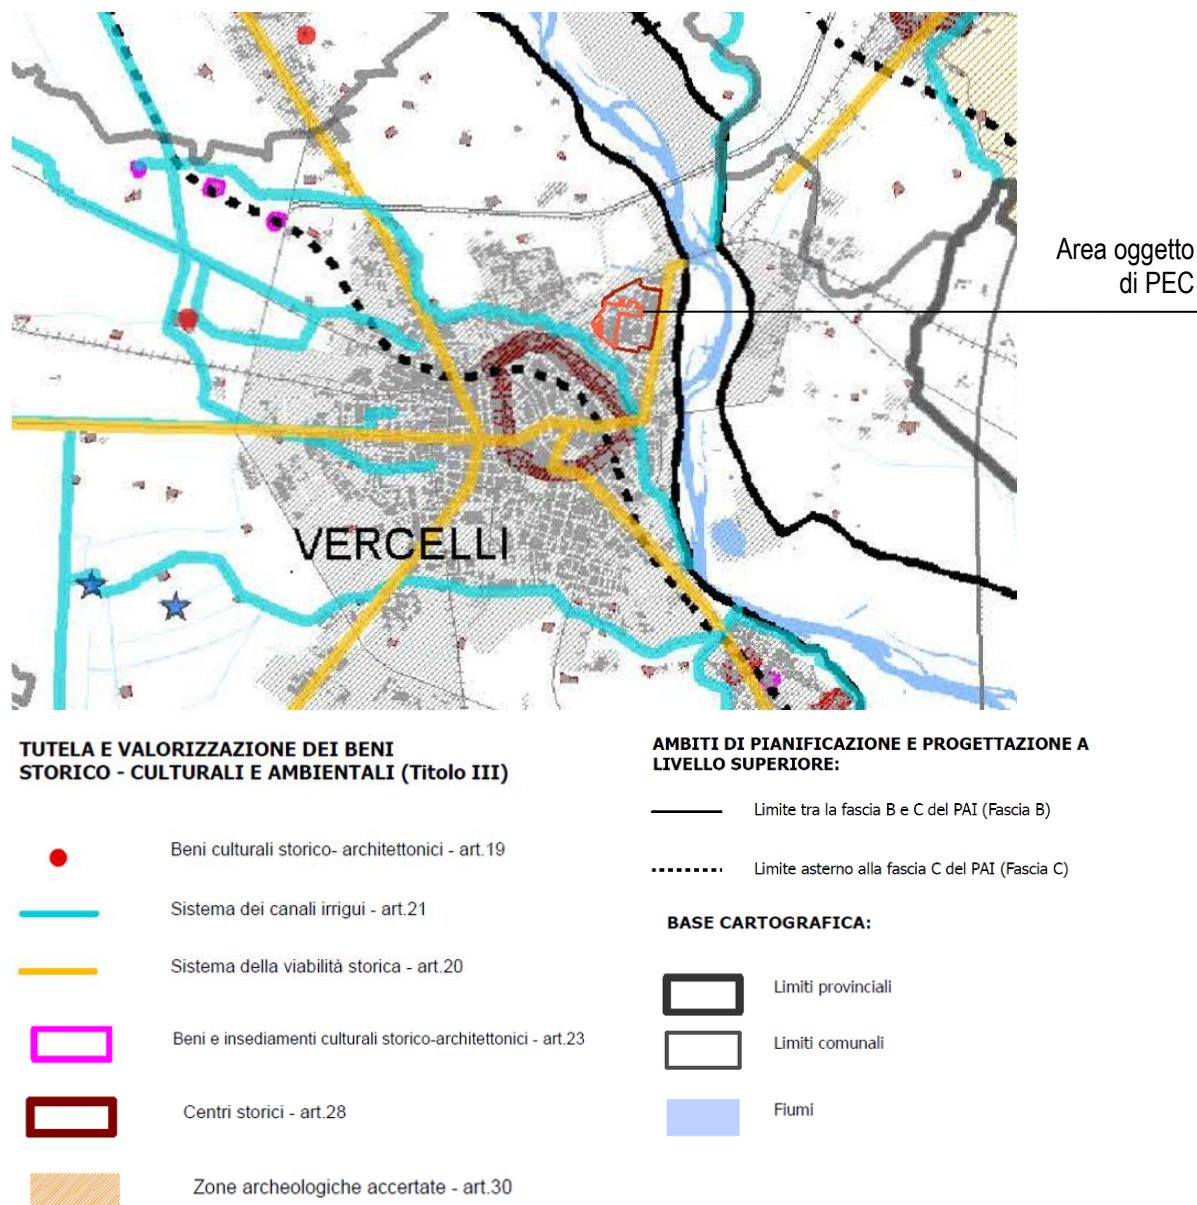 Area oggetto
di PEC
VERCELLI
TUTELA E VALORIZZAZIONE DEI BENI
STORICO - CULTURALI E AMBIENTALI (Titolo III)
Beni culturali storico- architettonici - art.19
Sistema dei canali irrigui - art.21
Sistema della viabilità storica - art.20
Beni e insediamenti culturali storico-architettonici - art.23
Centri storici - art.28
Zone archeologiche accertate - art.30
AMBITI DI PIANIFICAZIONE E PROGETTAZIONE A
LIVELLO SUPERIORE:
Limite tra la fascia B e C del PAI (Fascia B)
Limite asterno alla fascia C del PAI (Fascia C)
BASE CARTOGRAFICA:
Limiti provinciali
Limiti comunali
Fiumi